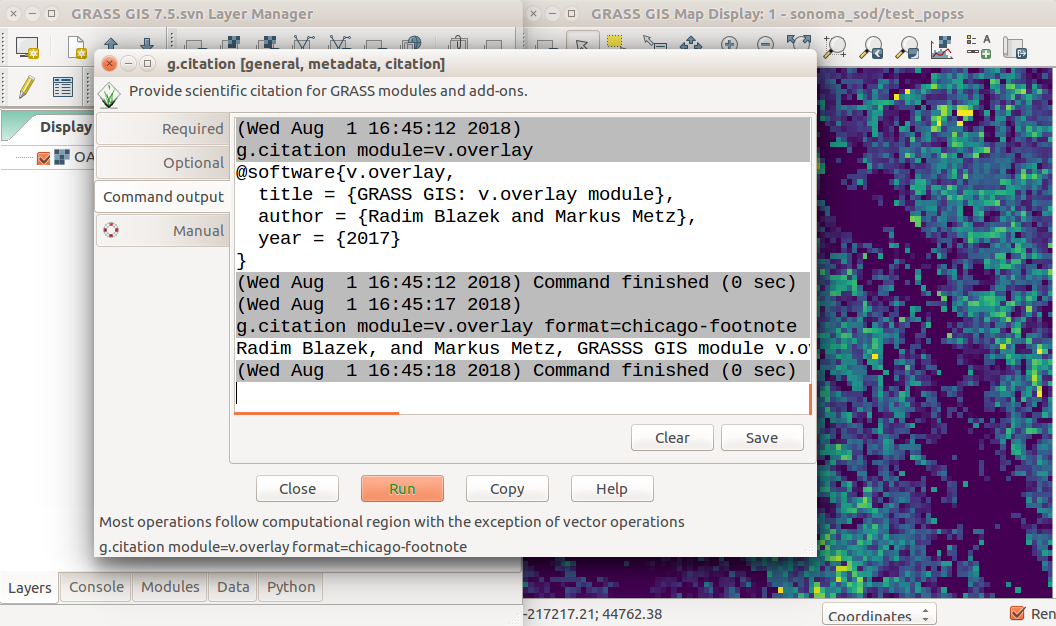 GRASS GIS 7.5.svn Layer Manager
GRASS GIS Map Display: 1 - sonoma_sod/test_popss
g.citation [general, metadata, citation]
Provide scientific citation for GRASS modules and add-ons.
Display
OA
Required
Optional
Command output
Manual
(Wed Aug  1 16:45:12 2018)
g.citation module=v.overlay
@software{v.overlay,
  title = {GRASS GIS: v.overlay module},
  author = {Radim Blazek and Markus Metz},
  year = {2017}
}
(Wed Aug  1 16:45:12 2018) Command finished (0 sec)
(Wed Aug  1 16:45:17 2018)
g.citation module=v.overlay format=chicago-footnote
Radim Blazek, and Markus Metz, GRASSS GIS module v.o
(Wed Aug  1 16:45:18 2018) Command finished (0 sec)
Clear Save
Close Run Copy Help
Most operations follow computational region with the exception of vector operations
g.citation module=v.overlay format=chicago-footnote
Layers Console Modules Data Python
-217217.21; 44762.38
Coordinates
Ren